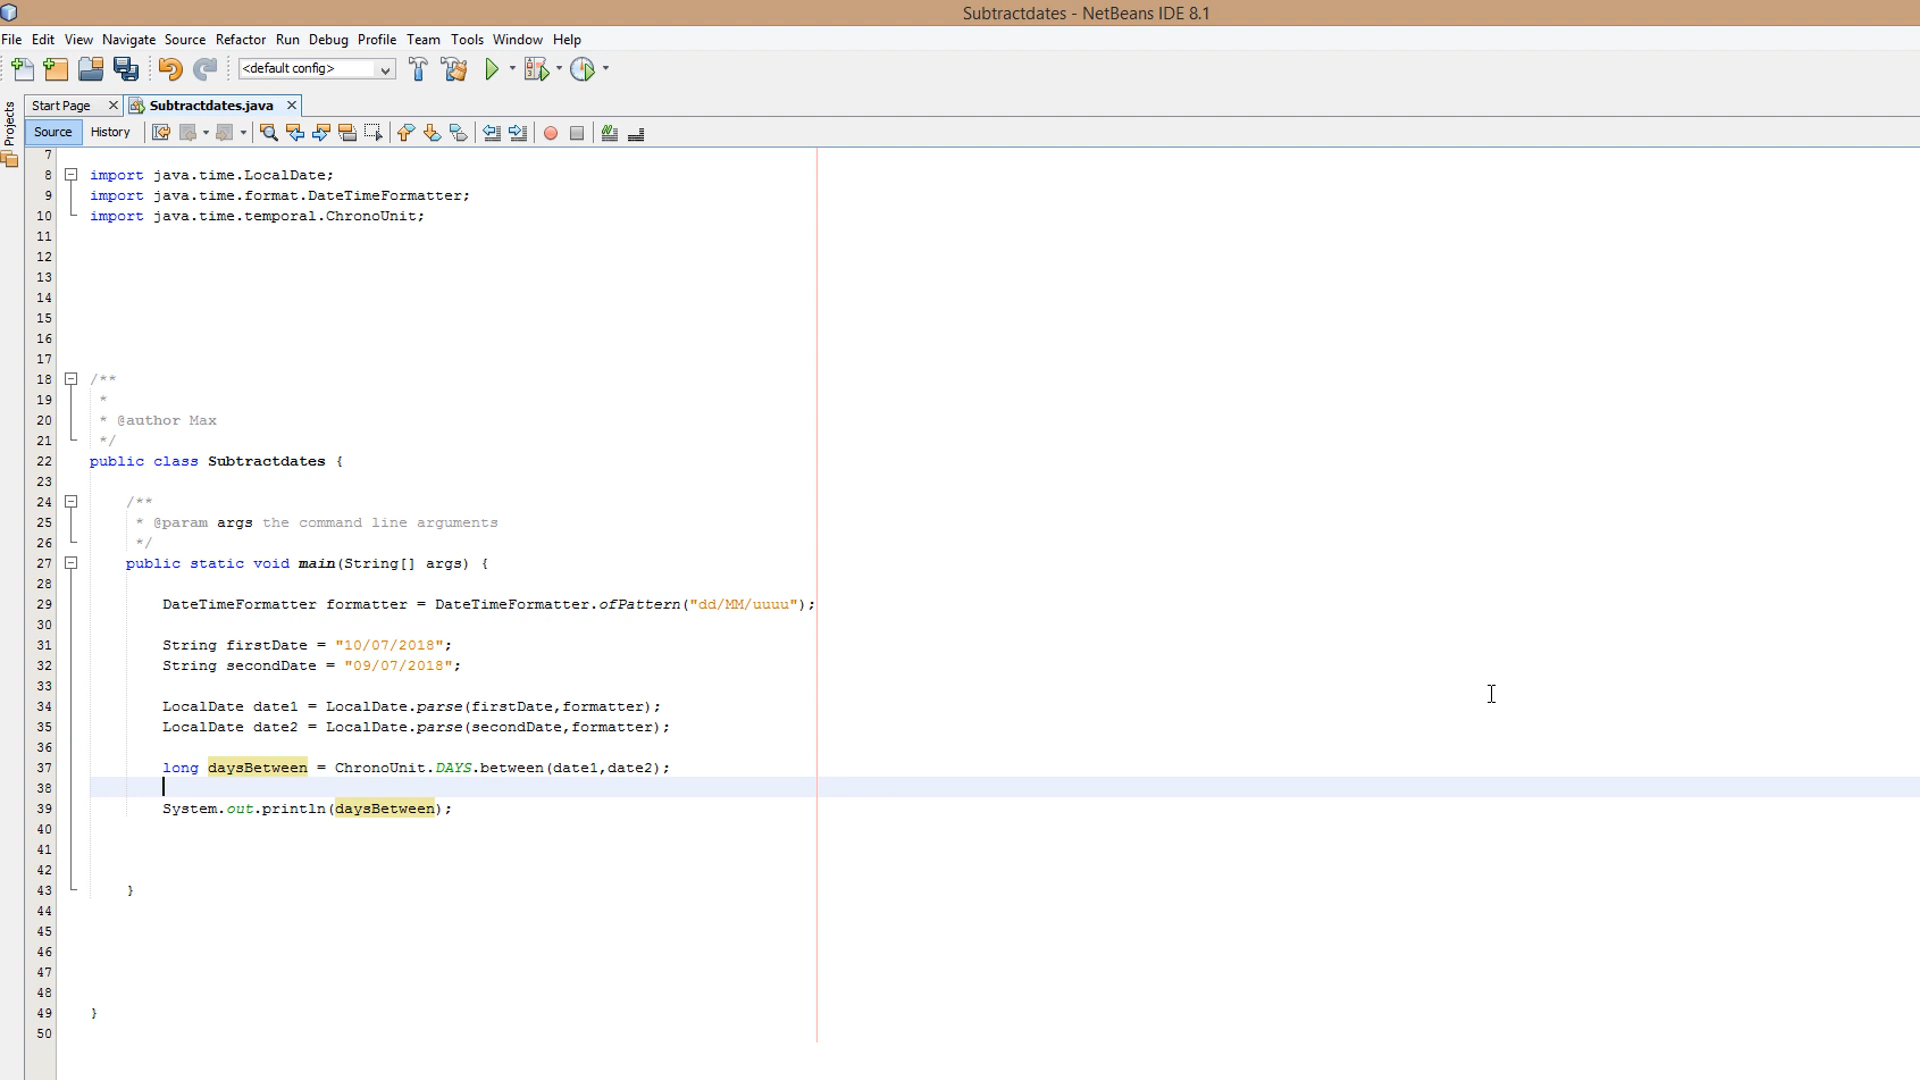 Subtractdates - NetBeans IDE 8.1
File Edit View Navigate Source Refactor Run Debug Profile Team Tools Window Help
<default config>
Projects
Start Page
Subtractdates.java
Source History
7
8 import java.time.LocalDate;
9 import java.time.format.DateTimeFormatter;
10 import java.time.temporal.ChronoUnit;
11
12
13
14
15
16
17
18 /**
19 *
20 * @author Max
21 */
22 public class Subtractdates {
23
24 /**
25 * @param args the command line arguments
26 */
27 public static void main(String[] args) {
28
29 DateTimeFormatter formatter = DateTimeFormatter.ofPattern("dd/MM/uuuu");
30
31 String firstDate = "10/07/2018";
32 String secondDate = "09/07/2018";
33
34 LocalDate date1 = LocalDate.parse(firstDate,formatter);
35 LocalDate date2 = LocalDate.parse(secondDate,formatter);
36
37 long daysBetween = ChronoUnit.DAYS.between(date1,date2);
38
39 System.out.println(daysBetween);
40
41
42
43 }
44
45
46
47
48
49 }
50